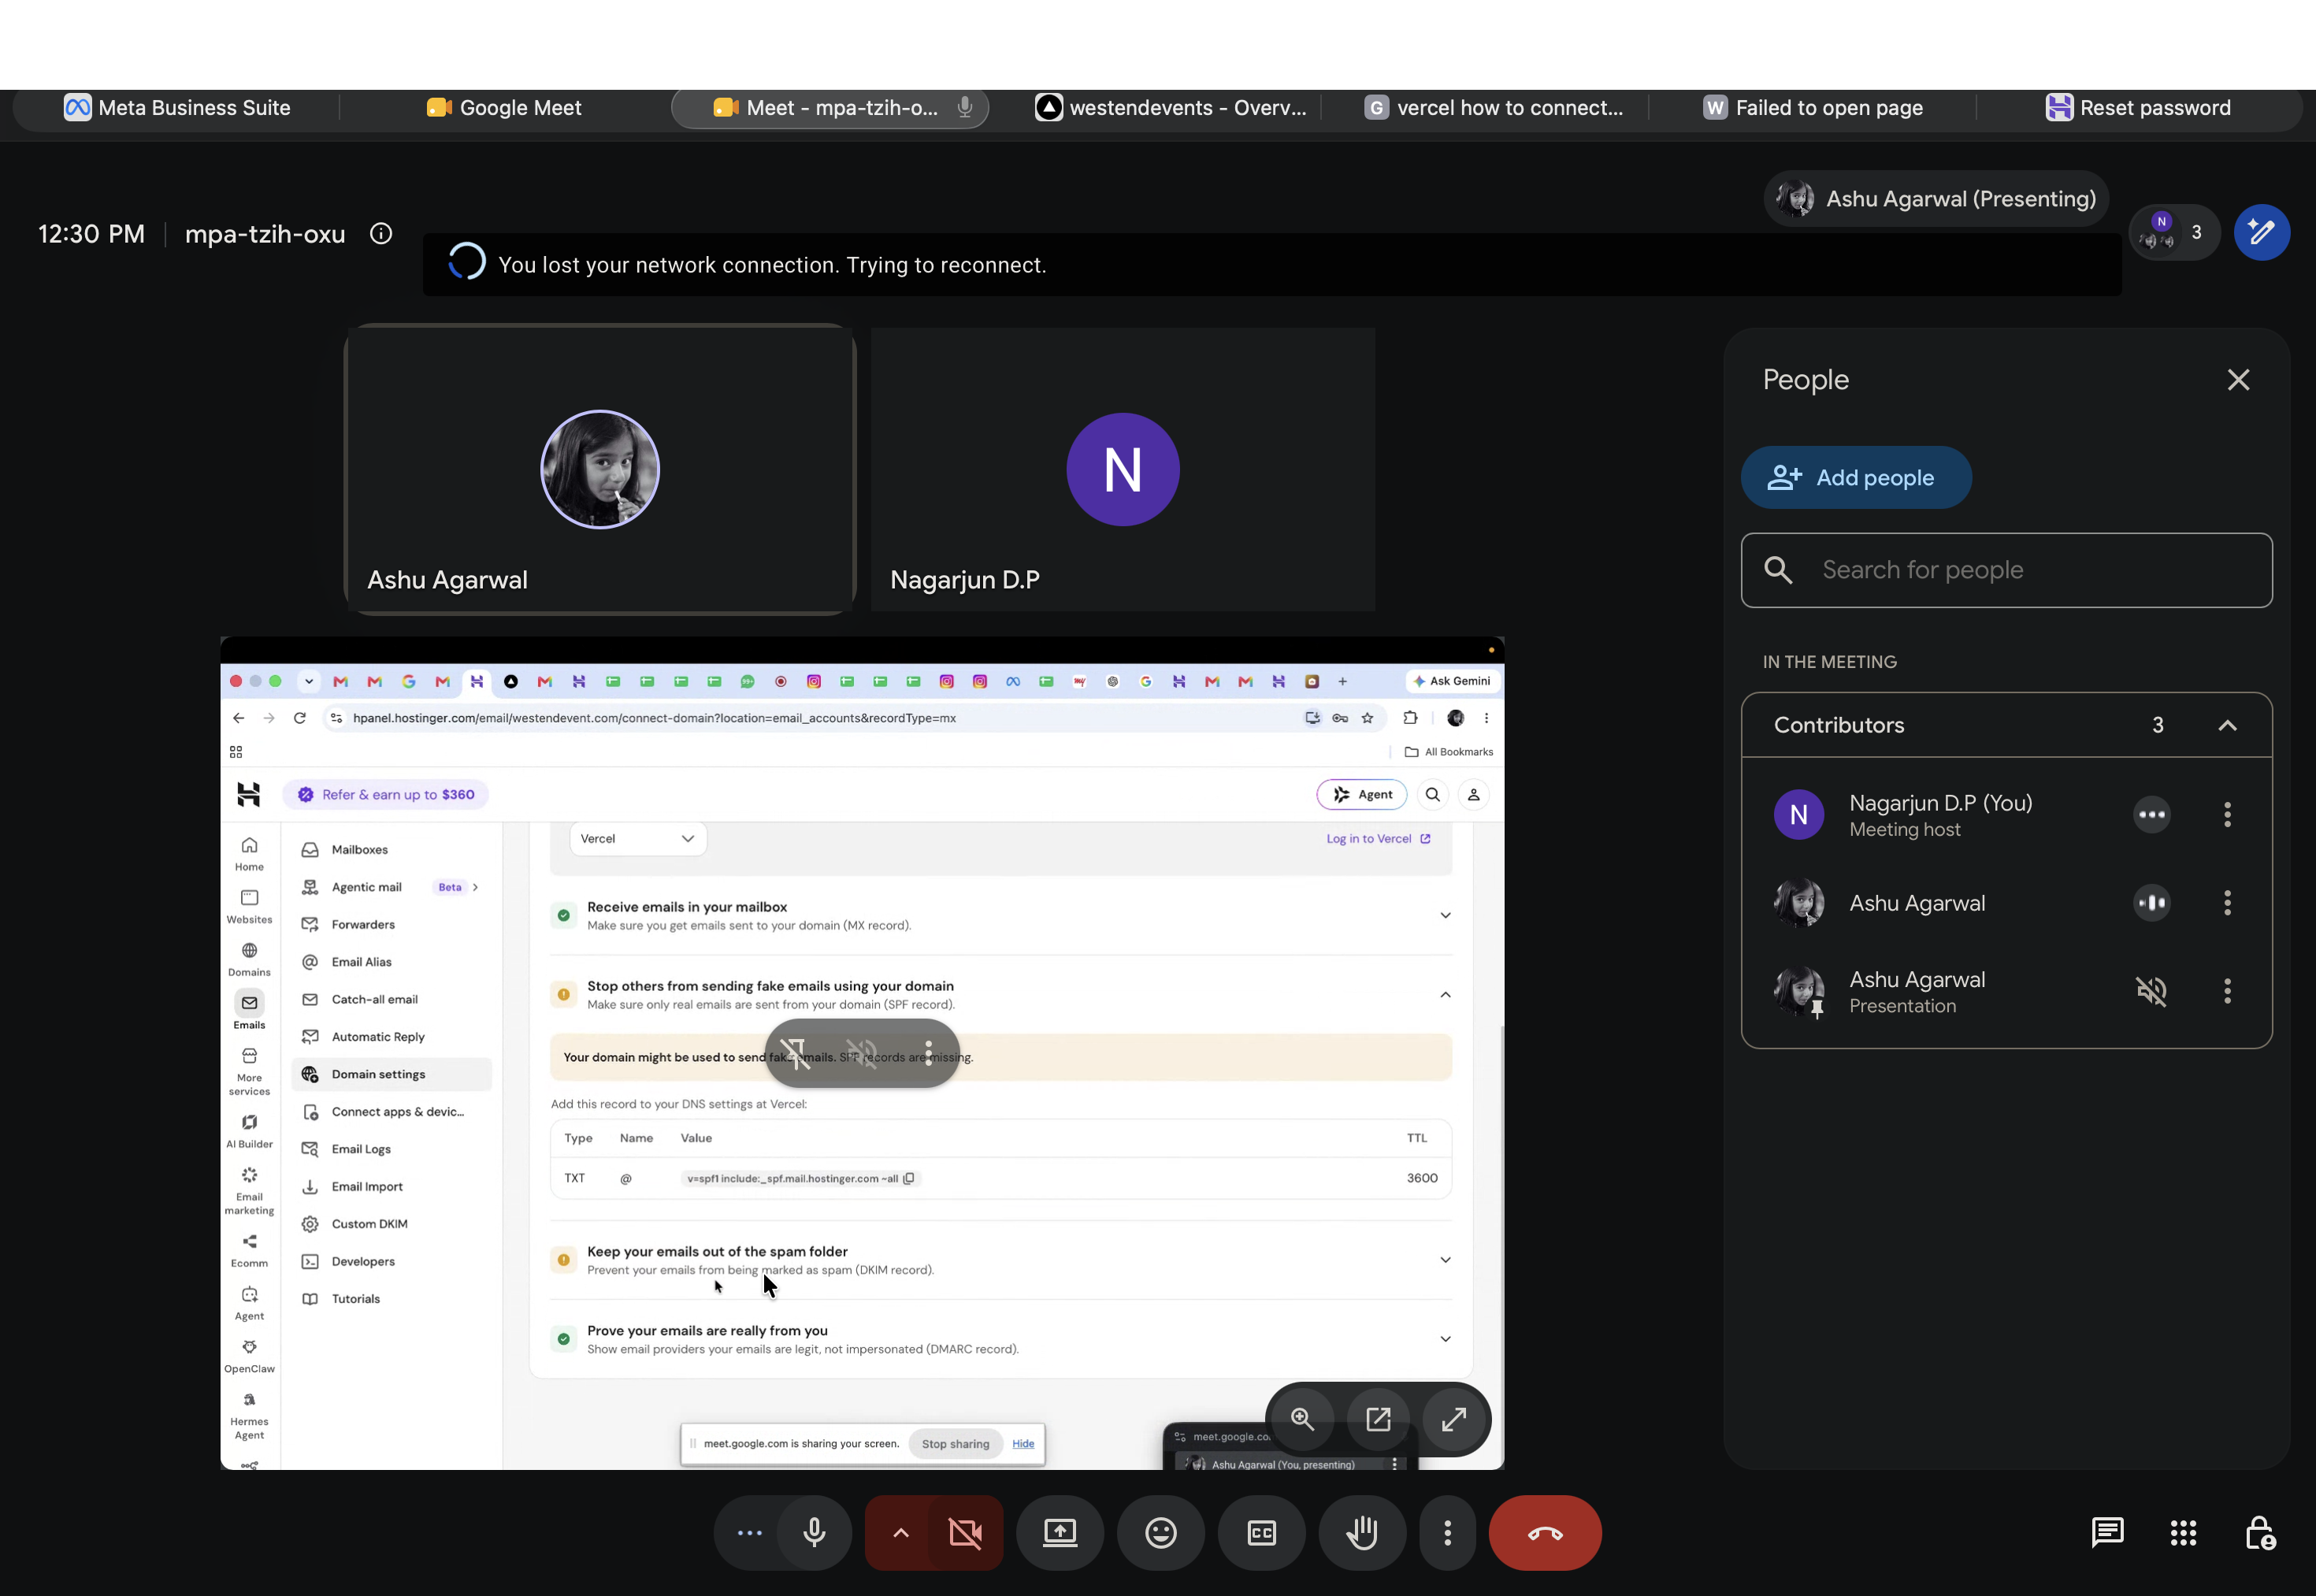 Meta Business Suite
Google Meet
Meet - mpa-tzih-o...
westendevents - Overv...
G vercel how to connect...
W Failed to open page
Reset password
12:30 PM
mpa-tzih-oxu
Ashu Agarwal (Presenting)
N
3
You lost your network connection. Trying to reconnect.
Ashu Agarwal
N
Nagarjun D.P
People
Add people
Search for people
IN THE MEETING
Contributors 3
N
Nagarjun D.P (You)
Meeting host
Ashu Agarwal
Ashu Agarwal
Presentation
99+
Ask Gemini
hpanel.hostinger.com/email/westendevent.com/connect-domain?location=email_accounts&recordType=mx
All Bookmarks
Refer & earn up to $360
Agent
Home
Websites
Domains
Emails
More
services
AI Builder
Email
marketing
Ecomm
Agent
OpenClaw
Hermes
Agent
Mailboxes
Agentic mail Beta
Forwarders
Email Alias
Catch-all email
Automatic Reply
Domain settings
Connect apps & devic...
Email Logs
Email Import
Custom DKIM
Developers
Tutorials
Vercel
Log in to Vercel
Receive emails in your mailbox
Make sure you get emails sent to your domain (MX record).
Stop others from sending fake emails using your domain
Make sure only real emails are sent from your domain (SPF record).
Your domain might be used to send fake emails. SPF records are missing.
Add this record to your DNS settings at Vercel:
Type Name Value TTL
TXT @ v=spf1 include:_spf.mail.hostinger.com ~all 3600
Keep your emails out of the spam folder
Prevent your emails from being marked as spam (DKIM record).
Prove your emails are really from you
Show email providers your emails are legit, not impersonated (DMARC record).
meet.google.com is sharing your screen.
Stop sharing
Hide
meet.google.co
Ashu Agarwal (You, presenting)
CC